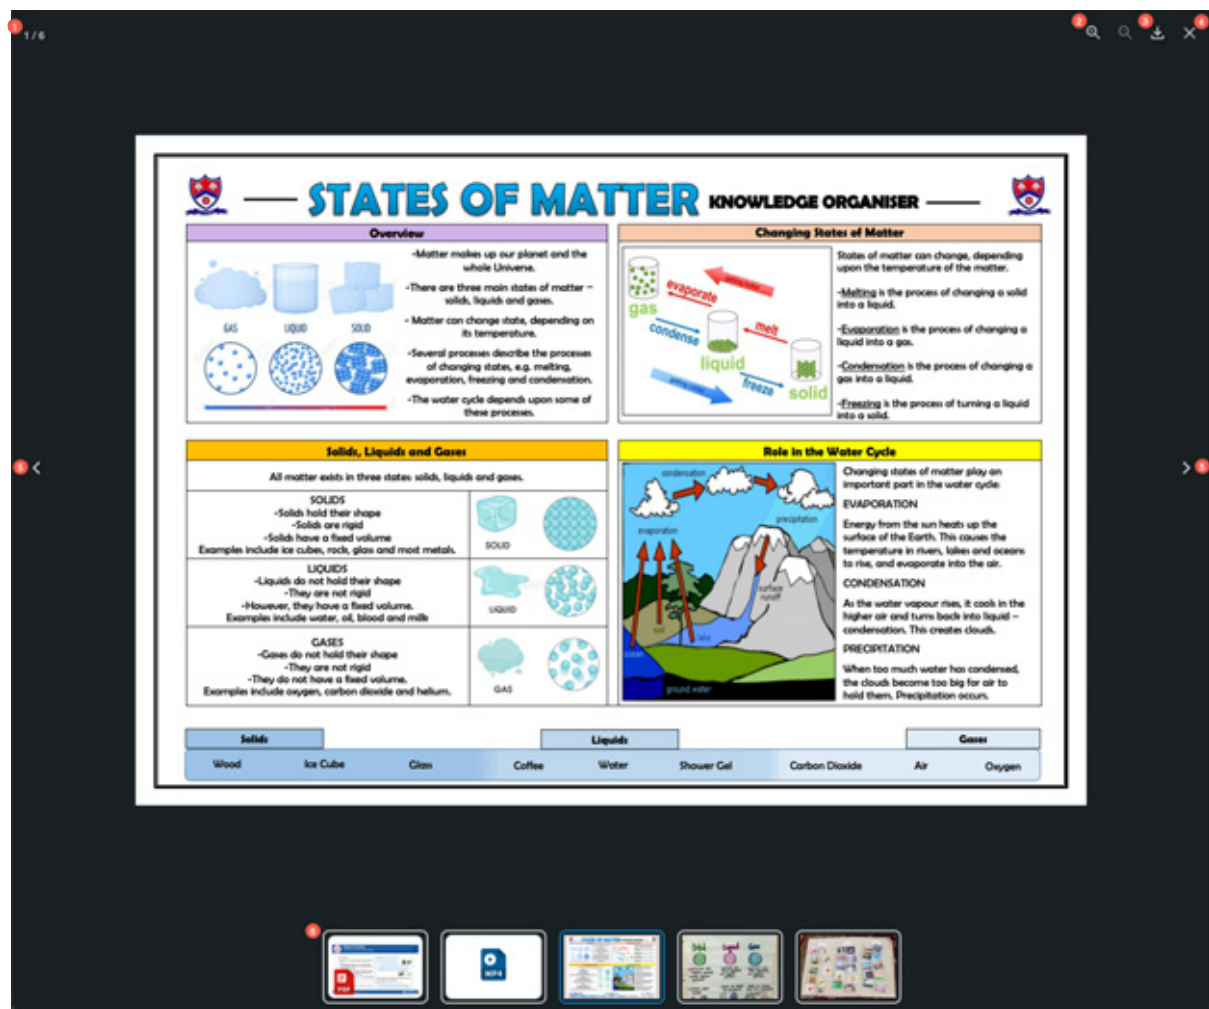 1
1 / 6
2
3
4
STATES OF MATTER KNOWLEDGE ORGANISER
Overview
GAS
LIQUID
SOLID
-Matter makes up our planet and the
whole Universe.
-There are three main states of matter –
solids, liquids and gases.
- Matter can change state, depending on
its temperature.
-Several processes describe the processes
of changing states, e.g. melting,
evaporation, freezing and condensation.
-The water cycle depends upon some of
these processes.
Changing States of Matter
gas
evaporate
condense
melt
liquid
freeze
solid
States of matter can change, depending
upon the temperature of the matter.
-Melting is the process of changing a solid
into a liquid.
-Evaporation is the process of changing a
liquid into a gas.
-Condensation is the process of changing a
gas into a liquid.
-Freezing is the process of turning a liquid
into a solid.
Solids, Liquids and Gases
All matter exists in three states: solids, liquids and gases.
SOLIDS
-Solids hold their shape
-Solids are rigid
-Solids have a fixed volume
Examples include ice cubes, rock, glass and most metals.
SOLID
LIQUIDS
-Liquids do not hold their shape
-They are not rigid
-However, they have a fixed volume.
Examples include water, oil, blood and milk
LIQUID
GASES
-Gases do not hold their shape
-They are not rigid
-They do not have a fixed volume.
Examples include oxygen, carbon dioxide and helium.
GAS
Role in the Water Cycle
condensation
precipitation
evaporation
surface
runoff
soil
lake
ocean
ground water
Changing states of matter play an
important part in the water cycle:
EVAPORATION
Energy from the sun heats up the
surface of the Earth. This causes the
temperature in rivers, lakes and oceans
to rise, and evaporate into the air.
CONDENSATION
As the water vapour rises, it cools in the
higher air and turns back into liquid –
condensation. This creates clouds.
PRECIPITATION
When too much water has condensed,
the clouds become too big for air to
hold them. Precipitation occurs.
5
Solids
Liquids
Gases
Wood Ice Cube Glass Coffee Water Shower Gel Carbon Dioxide Air Oxygen
PDF
MP4